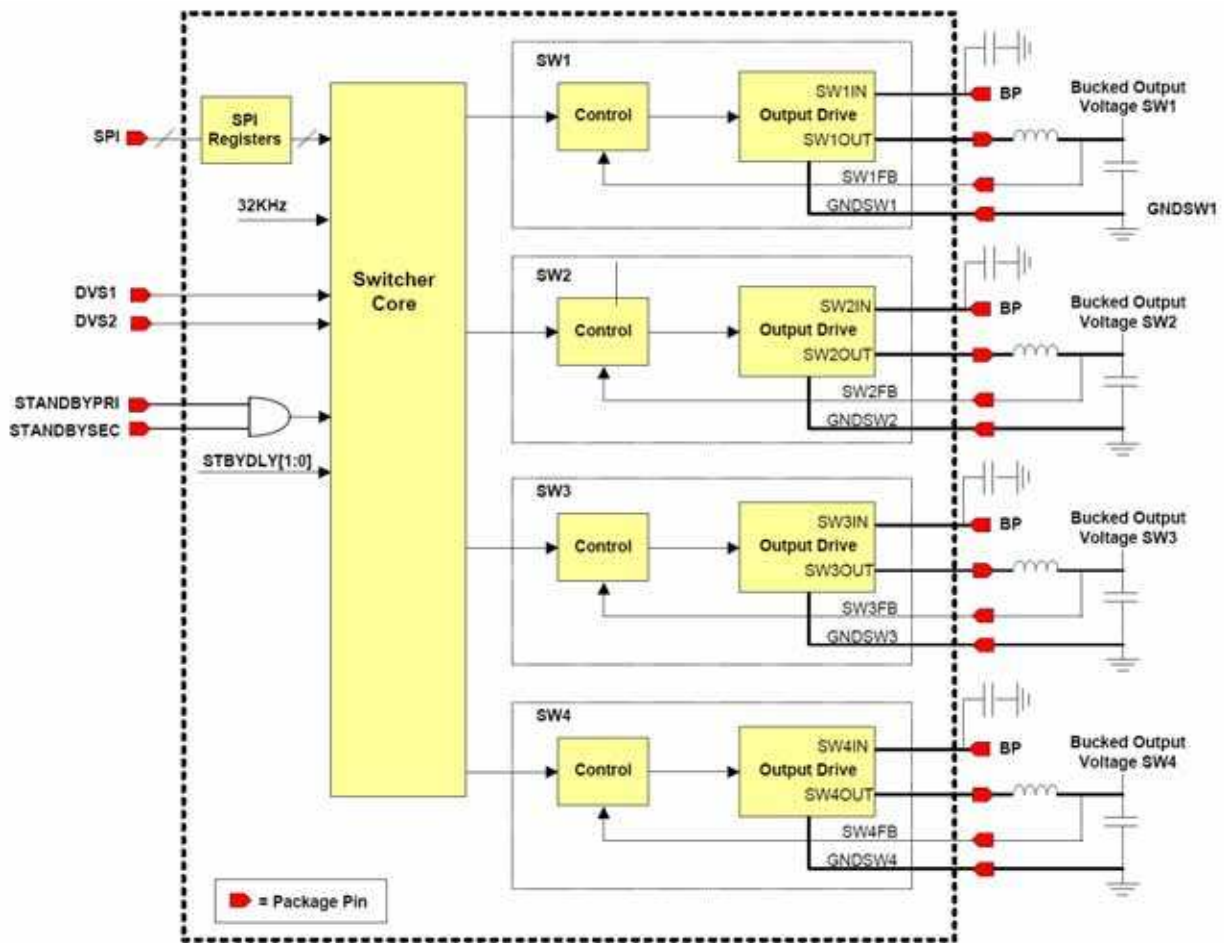 SPI
SPI
Registers
32KHz
DVS1
DVS2
STANDBYPRI
STANDBYSEC
STBYDLY[1:0]
Switcher
Core
SW1
Control
Output Drive
SW1IN
SW1OUT
SW1FB
GNDSW1
BP
Bucked Output
Voltage SW1
GNDSW1
SW2
Control
Output Drive
SW2IN
SW2OUT
SW2FB
GNDSW2
BP
Bucked Output
Voltage SW2
SW3
Control
Output Drive
SW3IN
SW3OUT
SW3FB
GNDSW3
BP
Bucked Output
Voltage SW3
SW4
Control
Output Drive
SW4IN
SW4OUT
SW4FB
GNDSW4
BP
Bucked Output
Voltage SW4
= Package Pin